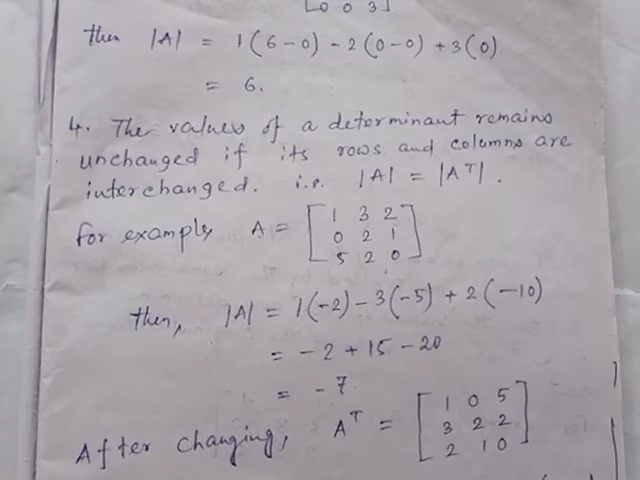 [0 0 3]
then |A| = 1(6-0) - 2(0-0) + 3(0)
= 6.
4. The values of a determinant remains
unchanged if its rows and columns are
interchanged. i.e. |A| = |Aᵀ|.
for example, A = [1 3 2
0 2 1
5 2 0]
then, |A| = 1(-2) - 3(-5) + 2(-10)
= -2 + 15 - 20
= -7
After changing, Aᵀ = [1 0 5
3 2 2
2 1 0]